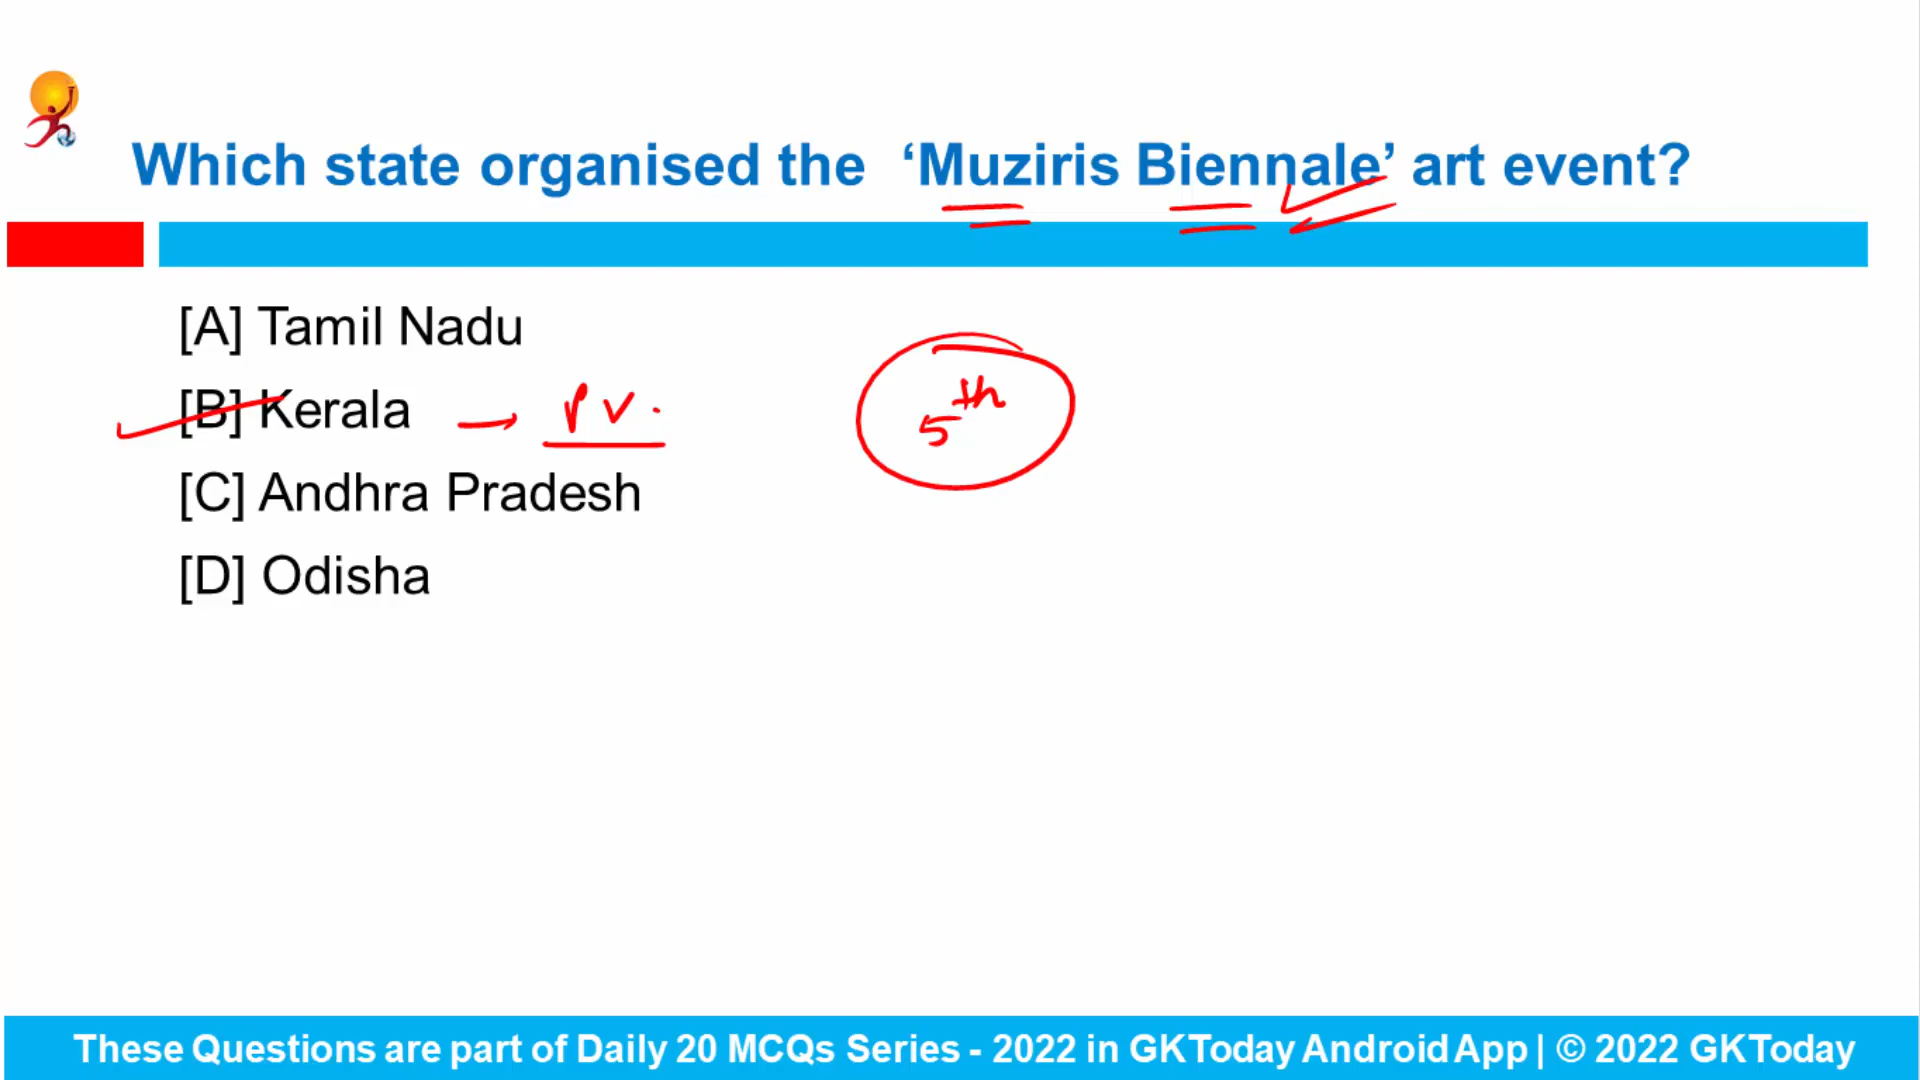 Which state organised the ‘Muziris Biennale’ art event?
[A] Tamil Nadu
[B] Kerala → P V.
5th
[C] Andhra Pradesh
[D] Odisha
These Questions are part of Daily 20 MCQs Series - 2022 in GKToday Android App | © 2022 GKToday